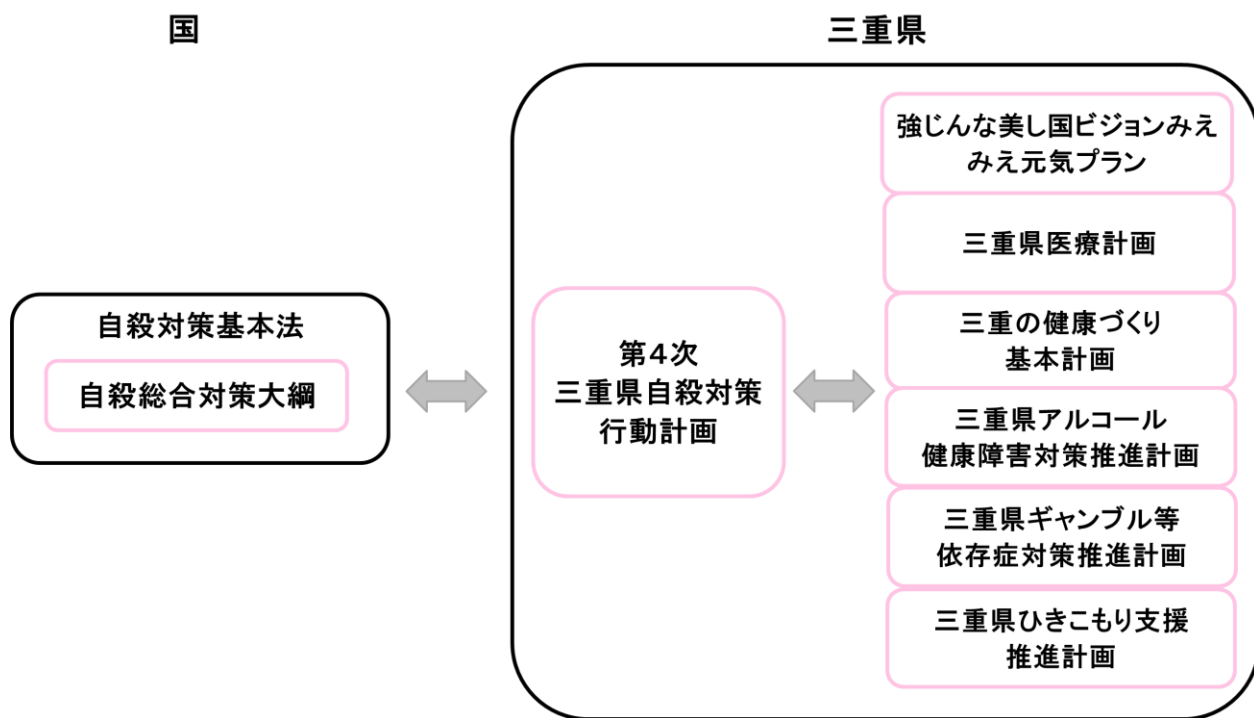 国
三重県
自殺対策基本法
自殺総合対策大綱
第4次
三重県自殺対策
行動計画
強じんな美し国ビジョンみえ
みえ元気プラン
三重県医療計画
三重の健康づくり
基本計画
三重県アルコール
健康障害対策推進計画
三重県ギャンブル等
依存症対策推進計画
三重県ひきこもり支援
推進計画